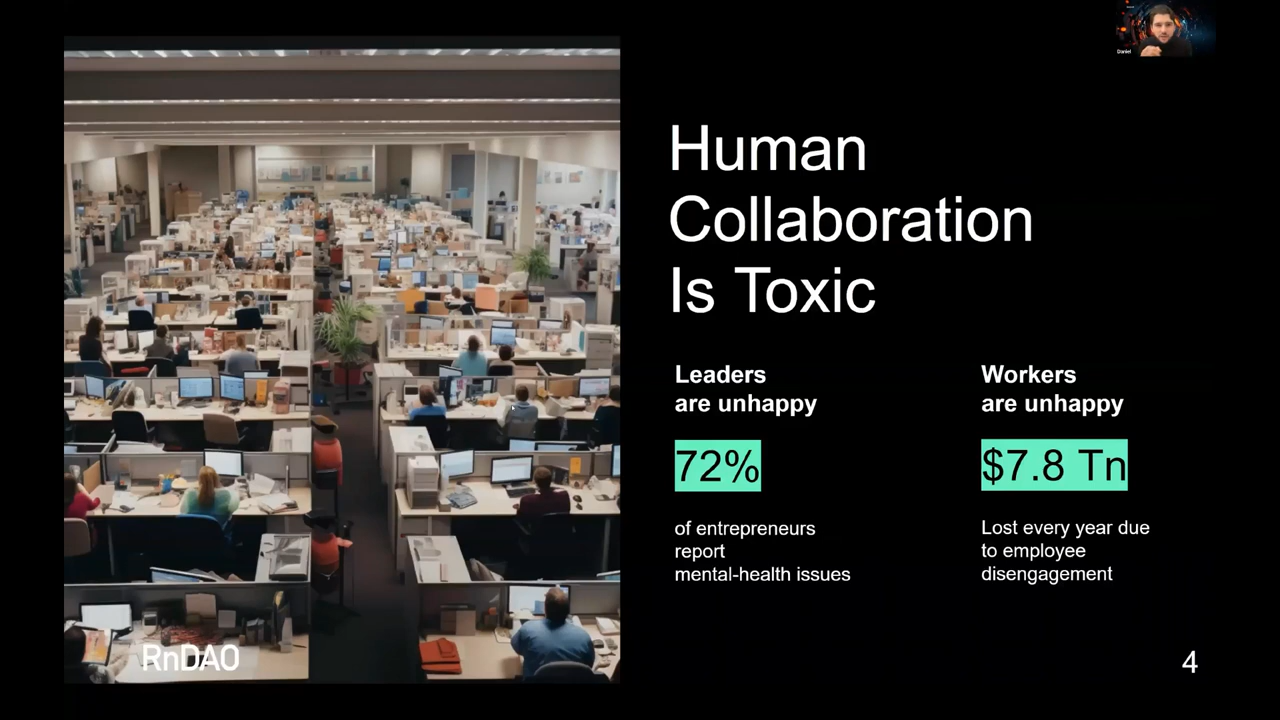 Daniel
Human
Collaboration
Is Toxic
Leaders
are unhappy
Workers
are unhappy
72%
$7.8 Tn
of entrepreneurs
report
mental-health issues
Lost every year due
to employee
disengagement
RnDAO
4